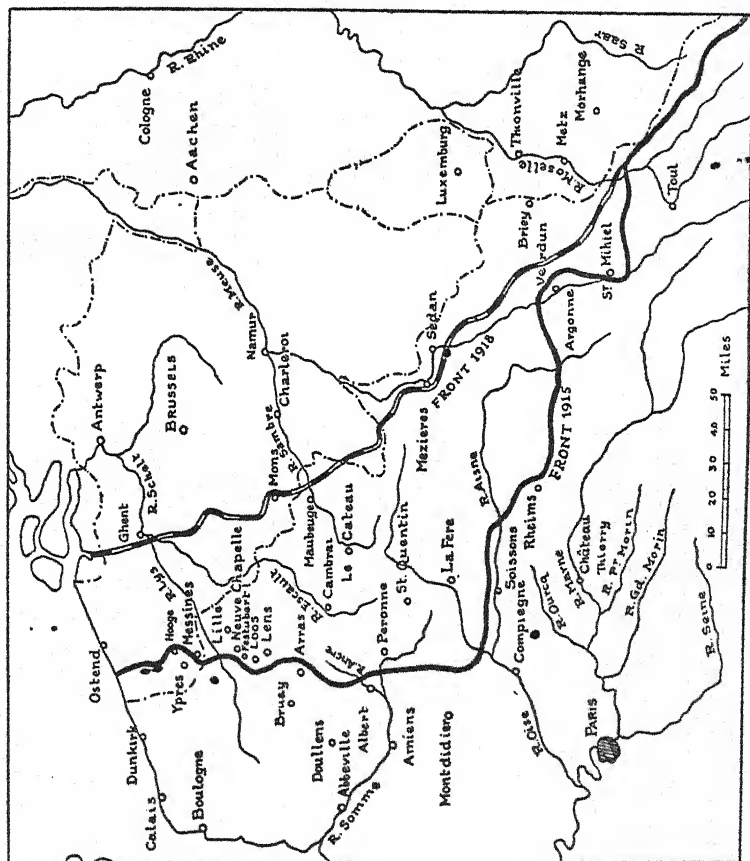 Ostend
Dunkirk
Calais
Boulogne
Ypres
Hooge
Messines
Lille
Neuve Chapelle
Festubert
Loos
Lens
Arras
Bruay
Doullens
Abbeville
R. Somme
Albert
Amiens
Montdidier
R. Ancre
Peronne
St. Quentin
Cambrai
Le Cateau
Maubeuge
R. Escault
R. Lys
Ghent
Antwerp
R. Schelt
BRUSSELS
Mons
R. Sambre
Charleroi
Namur
R. Meuse
Aachen
Cologne
R. Rhine
Luxemburg
Sedan
Mezieres
FRONT 1918
La Fère
R. Aisne
Soissons
Compiegne
R. Oise
Rheims
FRONT 1915
Argonne
Verdun
Briey
St Mihiel
Toul
R. Moselle
Thionville
Metz
Morhange
R. Saar
R. Ourcq
R. Marne
Château
Thierry
R. Pt Morin
R. Gd. Morin
R. Seine
PARIS
0 10 20 30 40 50
Miles